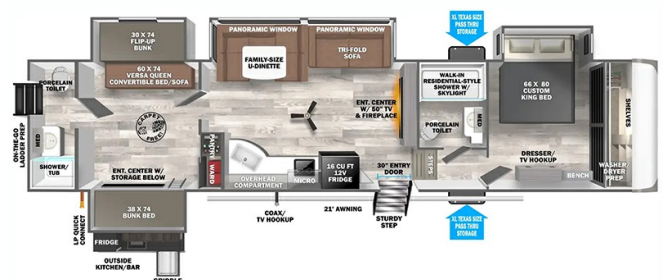 30 X 74
FLIP-UP
BUNK
60 X 74
VERSA QUEEN
CONVERTIBLE BED/SOFA
PORCELAIN
TOILET
ON-THE-GO
LADDER PREP
MED
SHOWER/
TUB
CARPET
FREE
ENT. CENTER W/
STORAGE BELOW
38 X 74
BUNK BED
LP QUICK
CONNECT
FRIDGE
OUTSIDE
KITCHEN/BAR
GRIDDLE
PANORAMIC WINDOW
PANORAMIC WINDOW
FAMILY-SIZE
U-DINETTE
TRI-FOLD
SOFA
ENT. CENTER
W/ 50" TV
& FIREPLACE
PANTRY
WARD
OVERHEAD
COMPARTMENT
MICRO
16 CU FT
12V
FRIDGE
30" ENTRY
DOOR
COAX/
TV HOOKUP
21' AWNING
STURDY
STEP
XL TEXAS SIZE
PASS THRU
STORAGE
WALK-IN
RESIDENTIAL-STYLE
SHOWER W/
SKYLIGHT
PORCELAIN
TOILET
MED
STEPS
66 X 80
CUSTOM
KING BED
SHELVES
DRESSER/
TV HOOKUP
BENCH
WASHER/
DRYER
PREP
XL TEXAS SIZE
PASS THRU
STORAGE